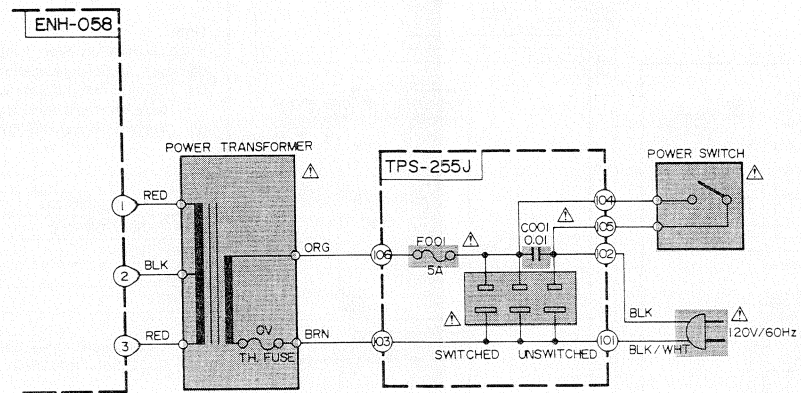 ENH-058
POWER TRANSFORMER
POWER SWITCH
TPS-255J
1
RED
104
C001
0.01
105
ORG
106
F001
5A
102
2
BLK
BLK
0V
TH. FUSE
BRN
103
SWITCHED
UNSWITCHED
101
BLK/WHT
120V/60Hz
3
RED